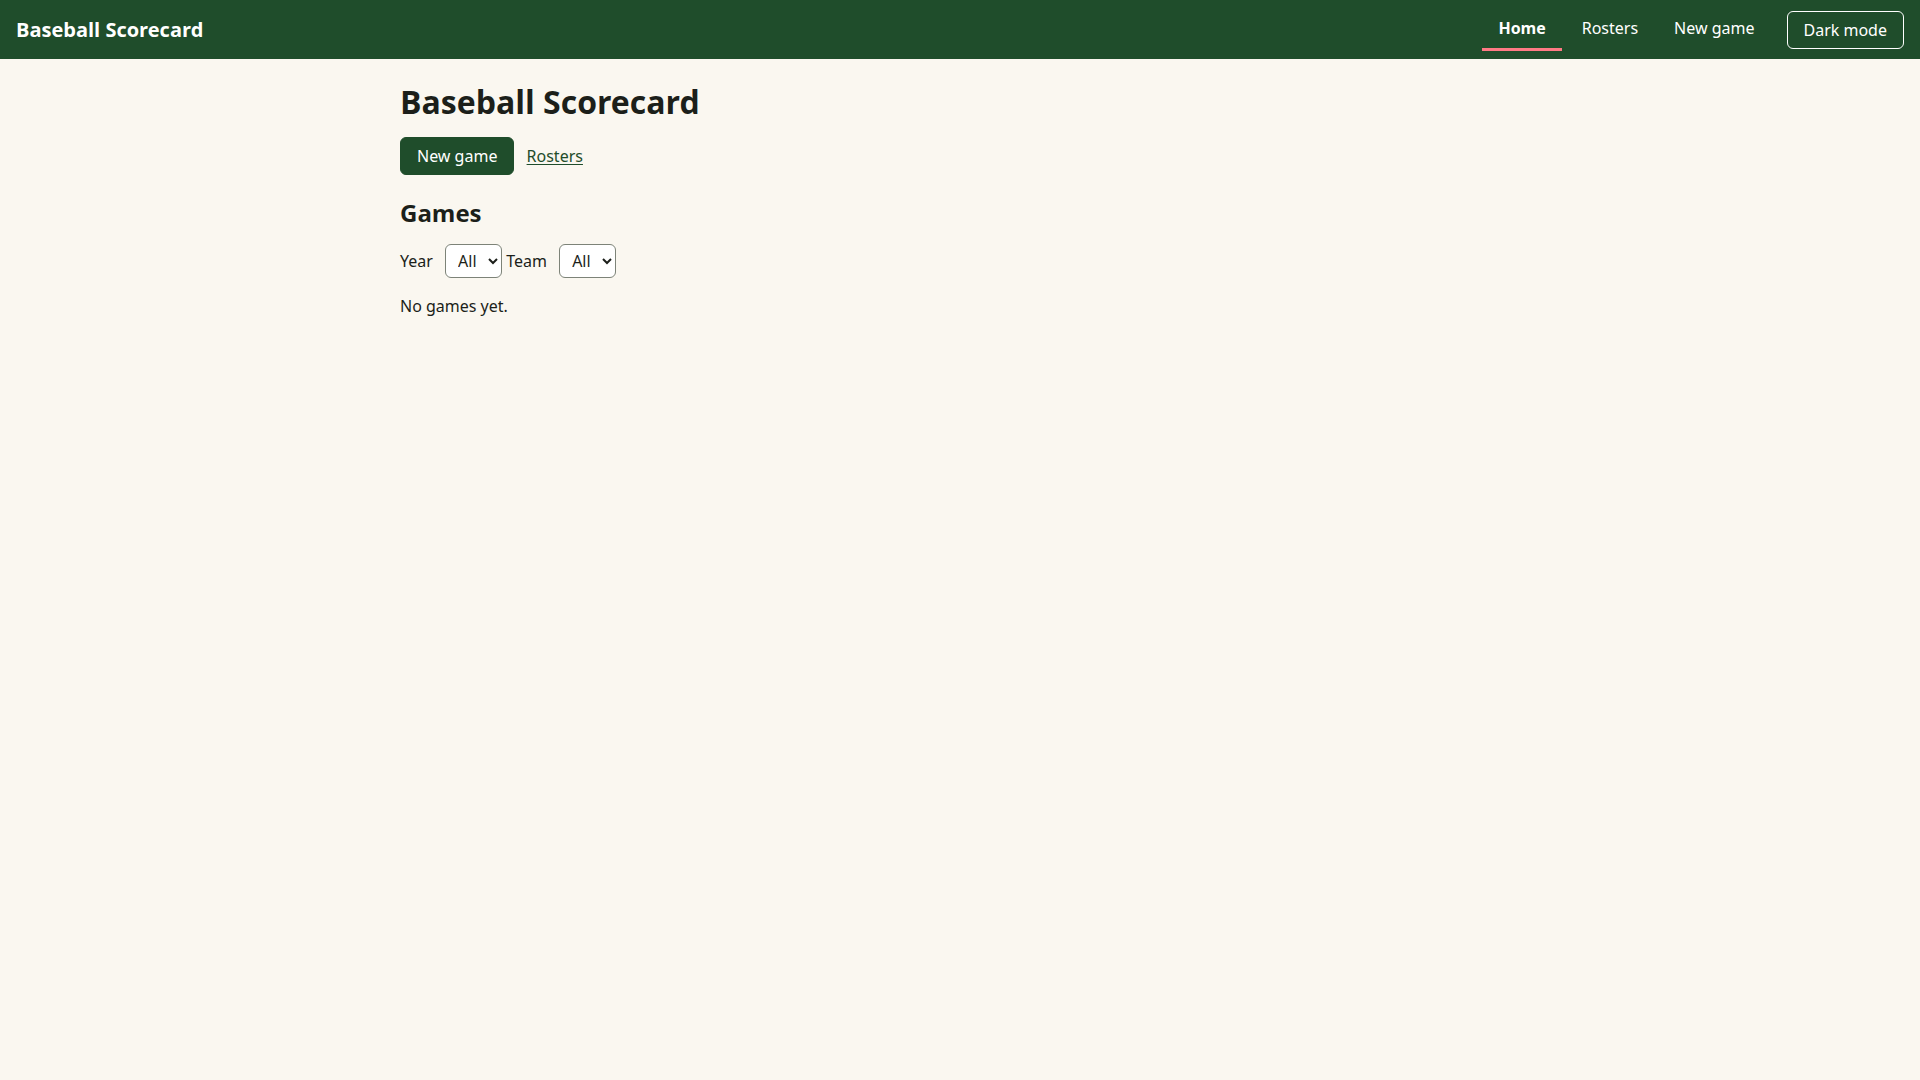 Baseball Scorecard Home Rosters New game Dark mode
Baseball Scorecard
New game Rosters
Games
Year All Team All
No games yet.